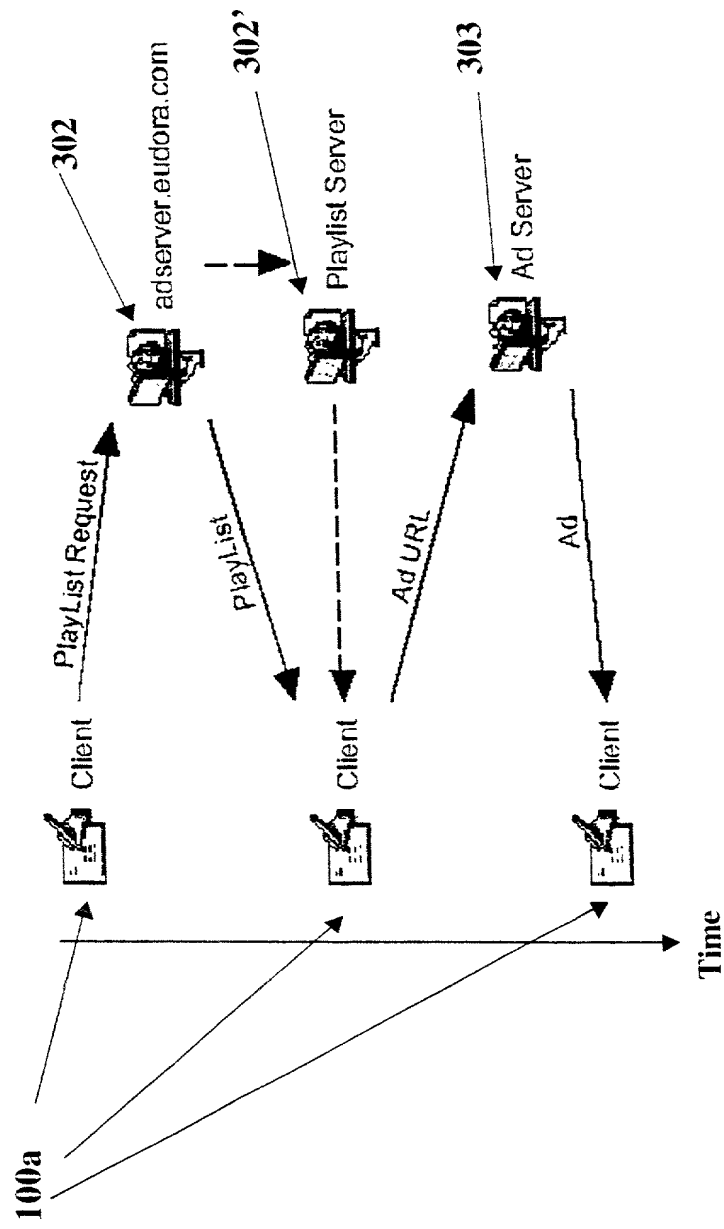 302
302'
303
adserver.eudora.com
Playlist Server
Ad Server
PlayList Request
PlayList
Ad URL
Ad
Client
Client
Client
Time
100a